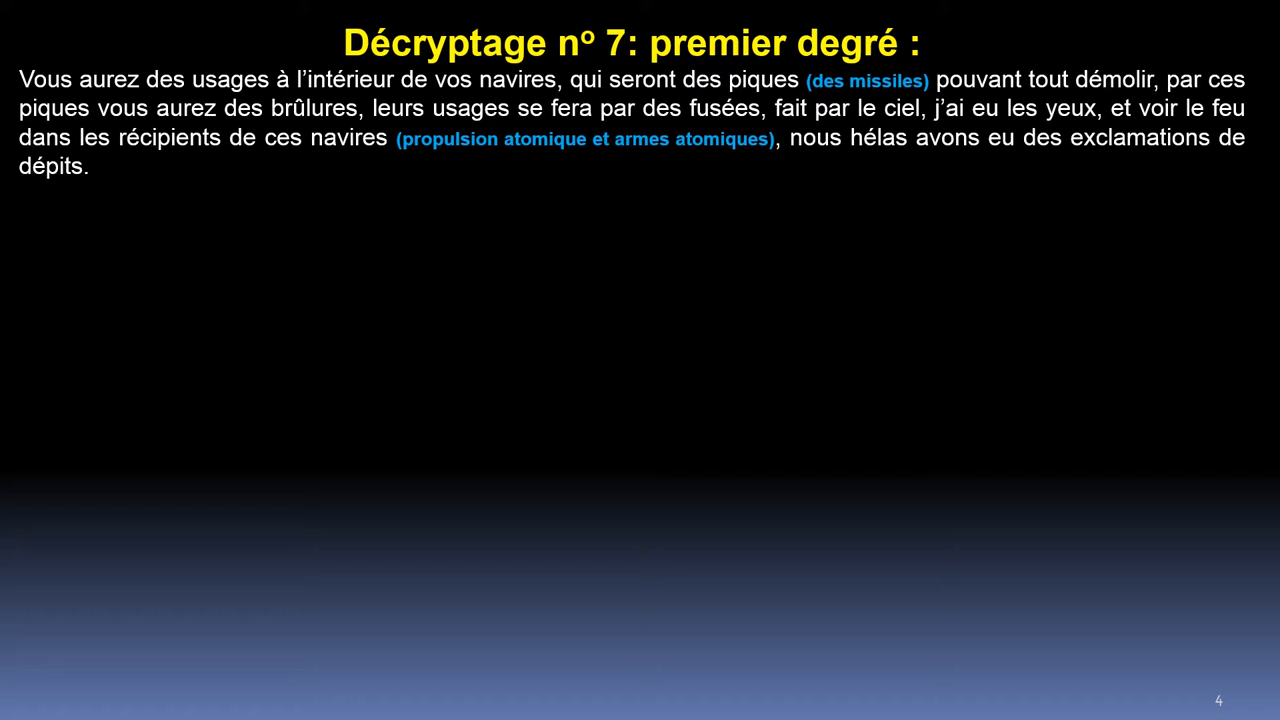 Décryptage nº 7: premier degré :
Vous aurez des usages à l’intérieur de vos navires, qui seront des piques (des missiles) pouvant tout démolir, par ces
piques vous aurez des brûlures, leurs usages se fera par des fusées, fait par le ciel, j’ai eu les yeux, et voir le feu
dans les récipients de ces navires (propulsion atomique et armes atomiques), nous hélas avons eu des exclamations de
dépits.
4